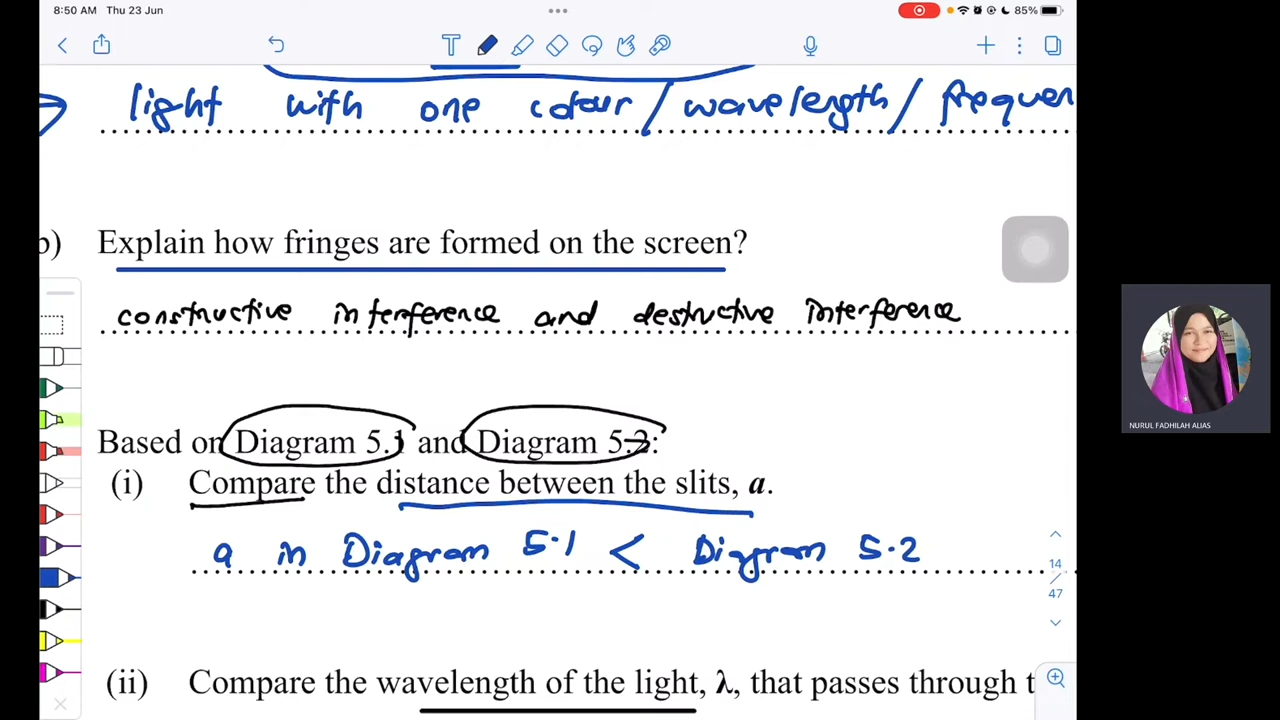 8:50 AM Thu 23 Jun
85%
light with one colour / wavelength / frequen
b) Explain how fringes are formed on the screen?
constructive interference and destructive interference
Based on Diagram 5.1 and Diagram 5.2:
(i) Compare the distance between the slits, a.
a in Diagram 5.1 < Diagram 5.2
14
/
47
(ii) Compare the wavelength of the light, λ, that passes through t
NURUL FADHILAH ALIAS